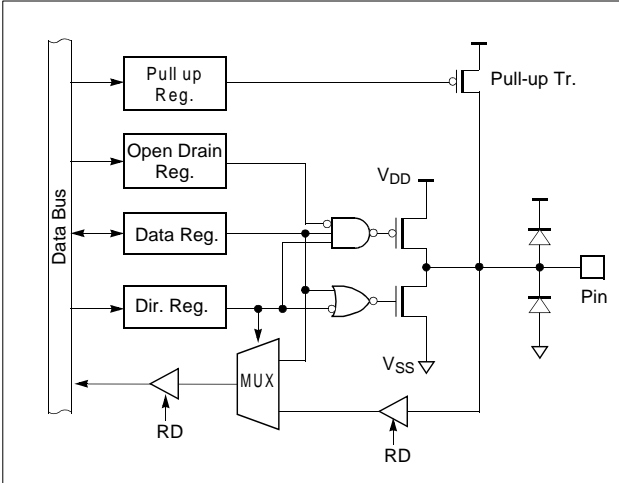 Pull up
Reg.
Pull-up Tr.
Open Drain
Reg.
VDD
Data Bus
Data Reg.
Dir. Reg.
Pin
MUX
VSS
RD
RD